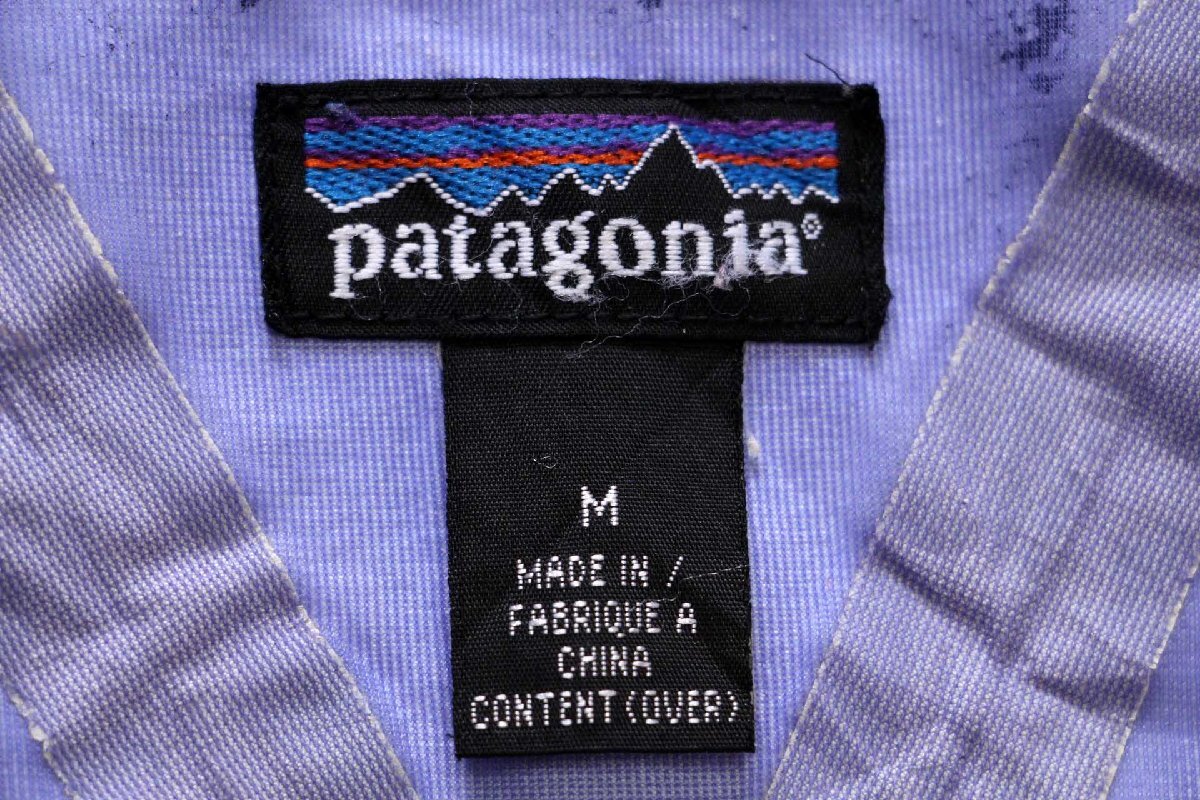 patagonia®
M
MADE IN /
FABRIQUE A
CHINA
CONTENT (OVER)